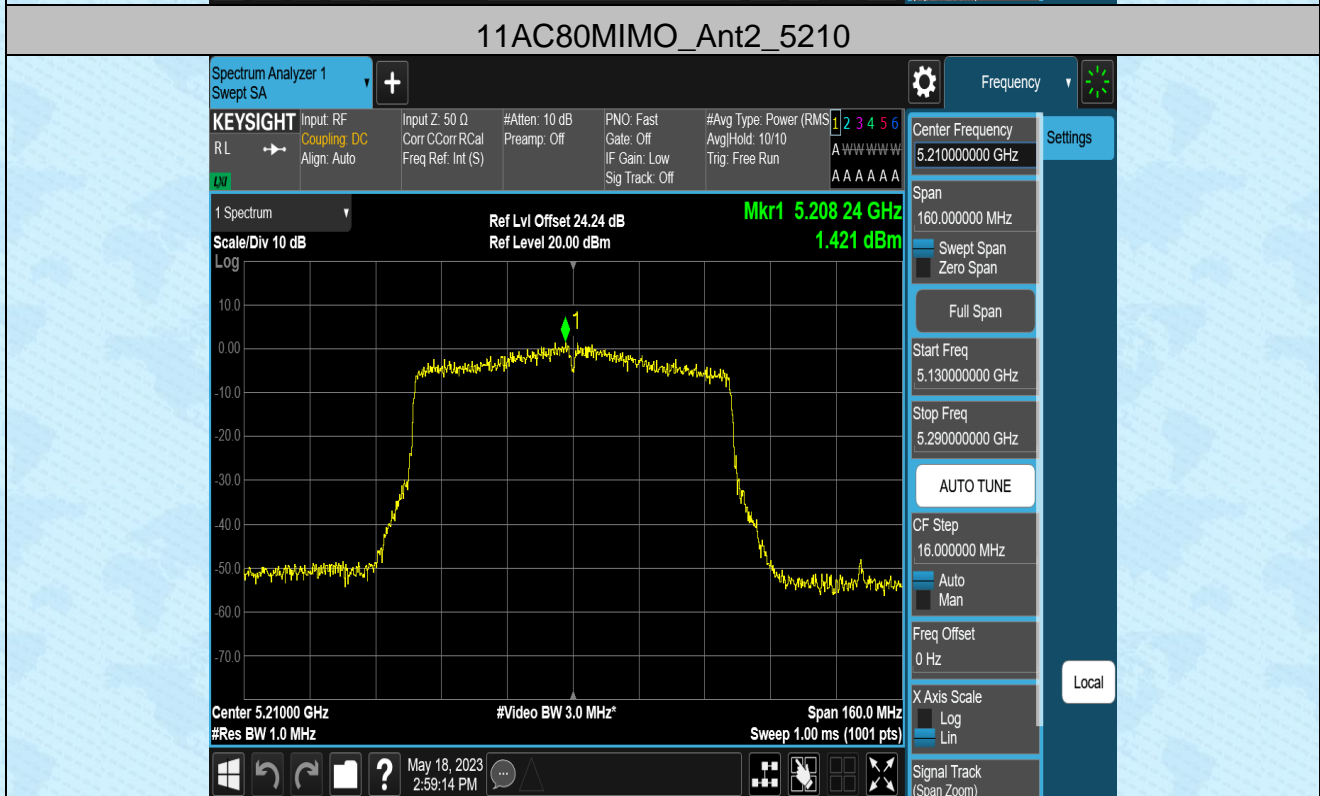 11AC80MIMO_Ant2_5210
Spectrum Analyzer 1
Swept SA
+
Frequency
KEYSIGHT
RL
LXI
Input: RF
Coupling: DC
Align: Auto
Input Z: 50 Ω
Corr CCorr RCal
Freq Ref: Int (S)
#Atten: 10 dB
Preamp: Off
PNO: Fast
Gate: Off
IF Gain: Low
Sig Track: Off
#Avg Type: Power (RMS
Avg|Hold: 10/10
Trig: Free Run
1 2 3 4 5 6
A W W W W W
A A A A A A
1 Spectrum
Scale/Div 10 dB
Log
Ref Lvl Offset 24.24 dB
Ref Level 20.00 dBm
Mkr1 5.208 24 GHz
1.421 dBm
10.0
0.00
-10.0
-20.0
-30.0
-40.0
-50.0
-60.0
-70.0
1
Center 5.21000 GHz
#Res BW 1.0 MHz
#Video BW 3.0 MHz*
Span 160.0 MHz
Sweep 1.00 ms (1001 pts)
Center Frequency
5.210000000 GHz
Settings
Span
160.000000 MHz
Swept Span
Zero Span
Full Span
Start Freq
5.130000000 GHz
Stop Freq
5.290000000 GHz
AUTO TUNE
CF Step
16.000000 MHz
Auto
Man
Freq Offset
0 Hz
X Axis Scale
Log
Lin
Local
Signal Track
(Span Zoom)
?
May 18, 2023
2:59:14 PM